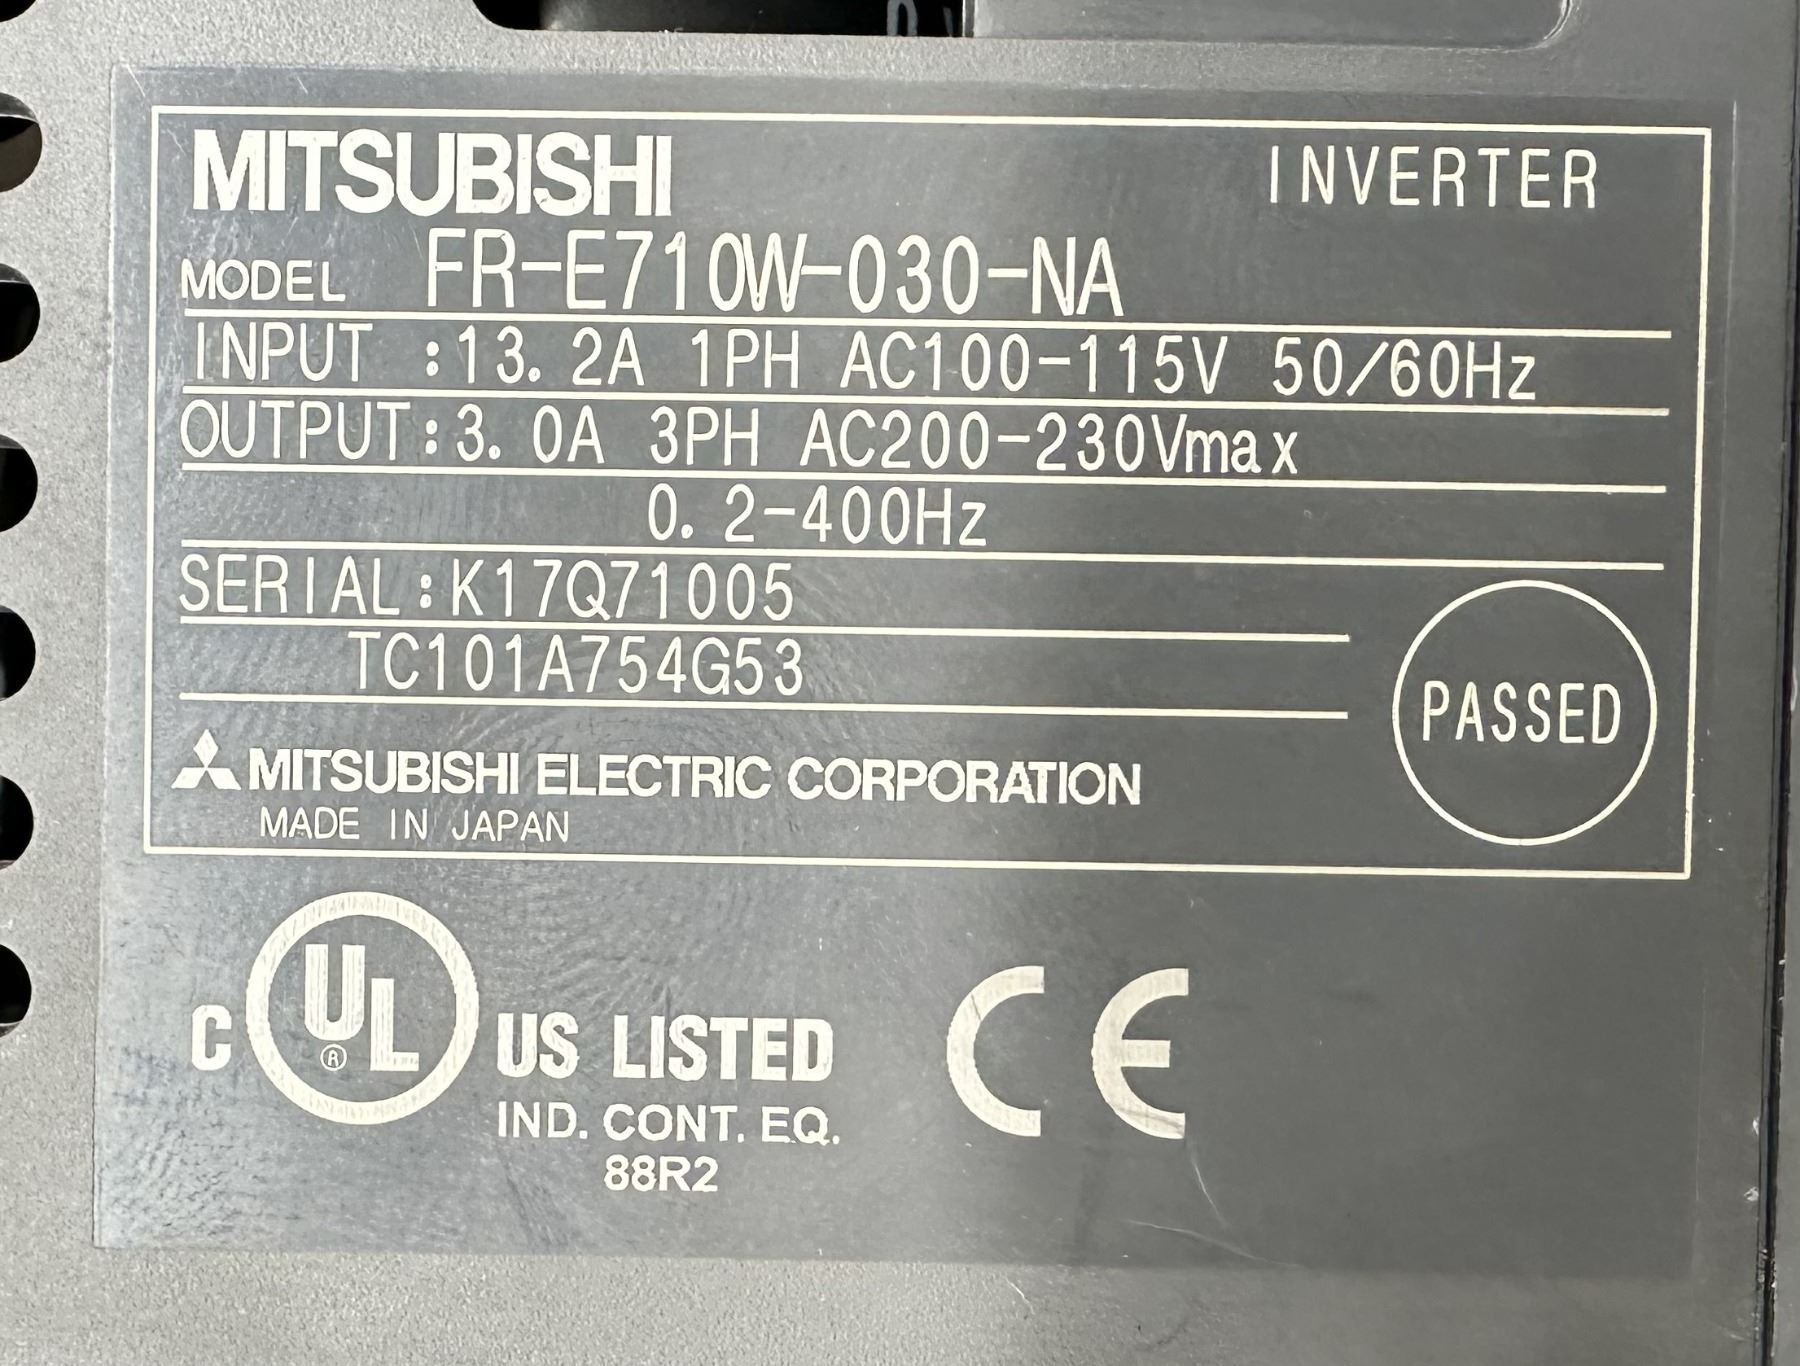 MITSUBISHI INVERTER
MODEL FR-E710W-030-NA
INPUT :13.2A 1PH AC100-115V 50/60Hz
OUTPUT:3.0A 3PH AC200-230Vmax
0.2-400Hz
SERIAL:K17Q71005
TC101A754G53
PASSED
MITSUBISHI ELECTRIC CORPORATION
MADE IN JAPAN
C UL ® US LISTED
IND. CONT. EQ.
88R2
CE